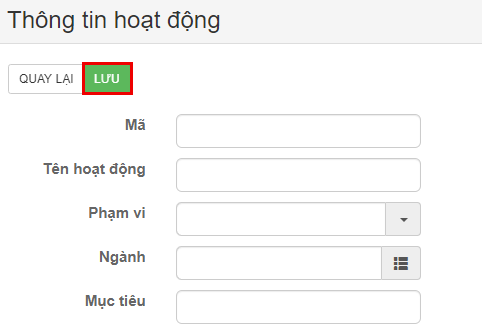 Thông tin hoạt động
QUAY LẠI LƯU
Mã
Tên hoạt động
Phạm vi
Ngành
Mục tiêu